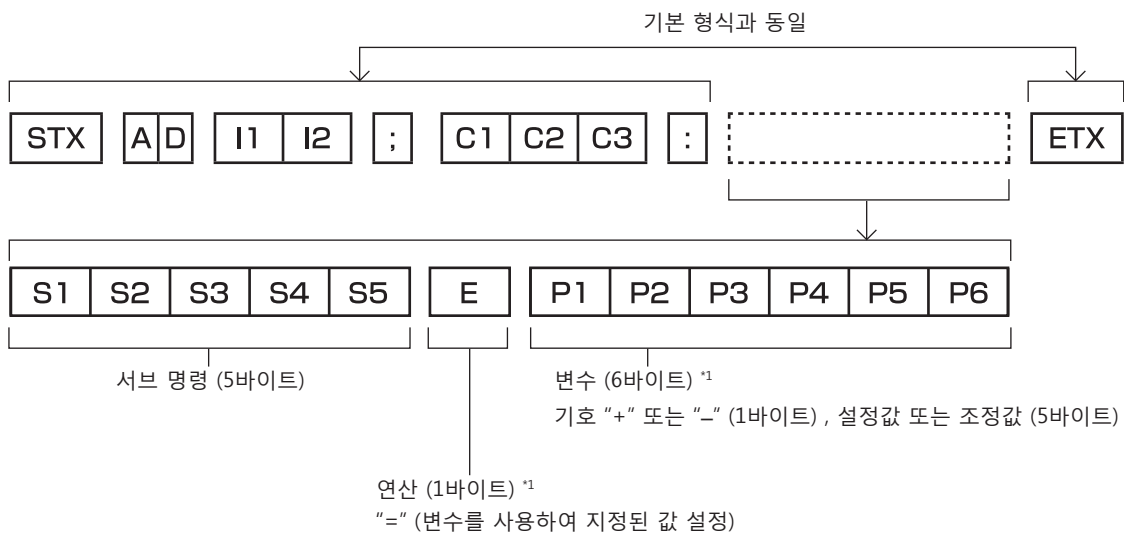 기본 형식과 동일
STX A D I1 I2 ; C1 C2 C3 : ETX
S1 S2 S3 S4 S5 E P1 P2 P3 P4 P5 P6
서브 명령 (5바이트)
변수 (6바이트) *1
기호 "+" 또는 "–" (1바이트) , 설정값 또는 조정값 (5바이트)
연산 (1바이트) *1
"=" (변수를 사용하여 지정된 값 설정)